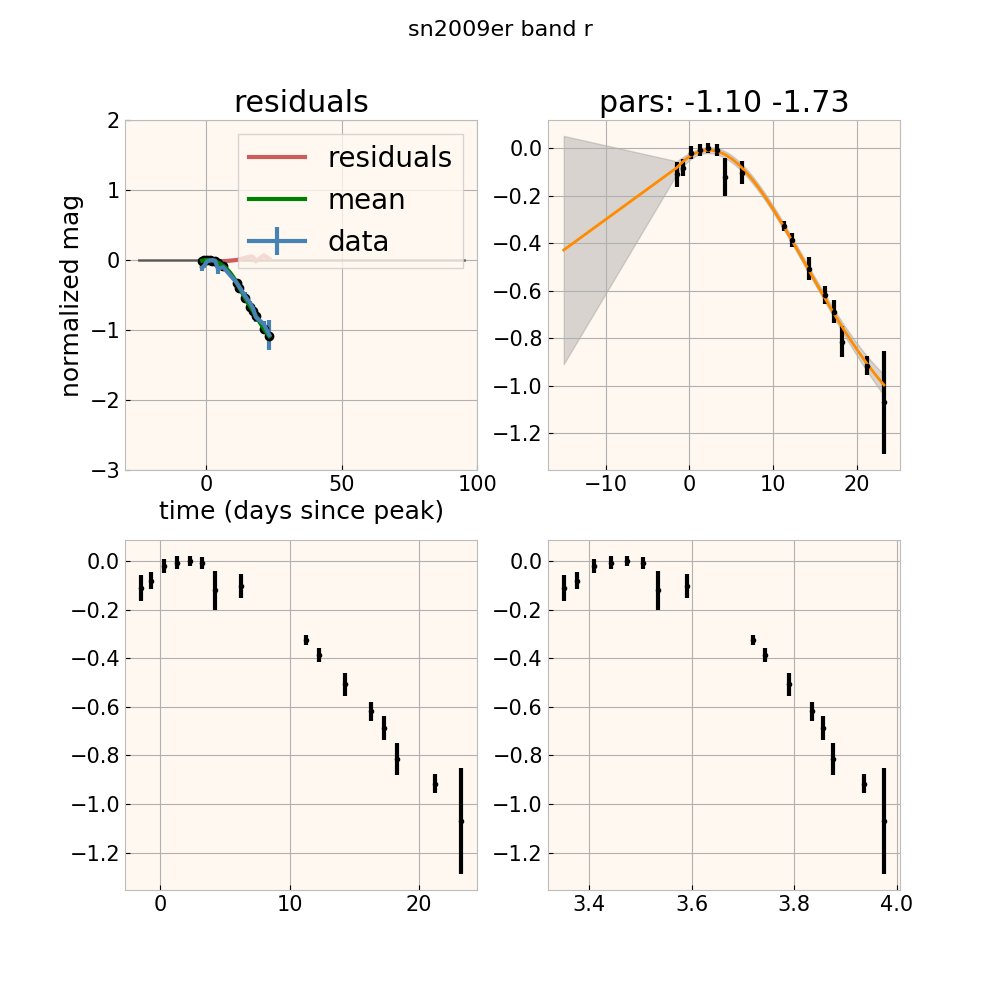 sn2009er band r
residuals
pars: -1.10 -1.73
2
1
0
−1
−2
−3
normalized mag
residuals
mean
data
0 50 100
time (days since peak)
0.0
−0.2
−0.4
−0.6
−0.8
−1.0
−1.2
−10 0 10 20
0.0
−0.2
−0.4
−0.6
−0.8
−1.0
−1.2
0 10 20
0.0
−0.2
−0.4
−0.6
−0.8
−1.0
−1.2
3.4 3.6 3.8 4.0